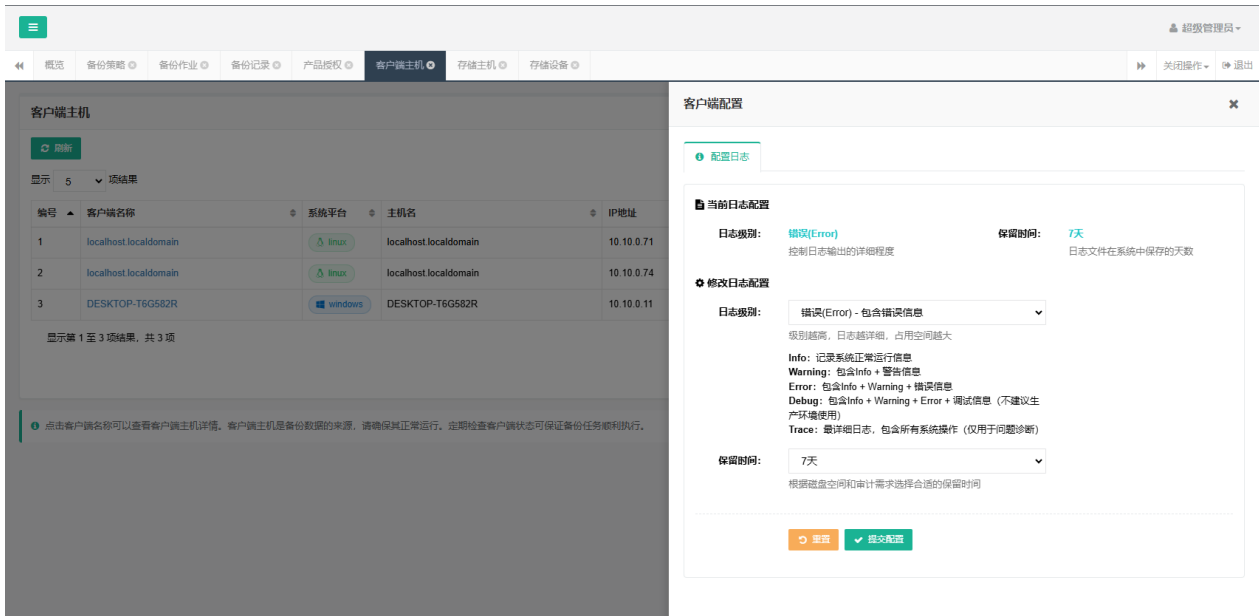 超级管理员
概览 备份策略 备份作业 备份记录 产品授权 客户端主机 存储主机 存储设备 关闭操作 退出
客户端主机
刷新
显示 5 项结果
编号 客户端名称 系统平台 主机名 IP地址
1 localhost.localdomain linux localhost.localdomain 10.10.0.71
2 localhost.localdomain linux localhost.localdomain 10.10.0.74
3 DESKTOP-T6G582R windows DESKTOP-T6G582R 10.10.0.11
显示第 1 至 3 项结果，共 3 项
点击客户端名称可以查看客户端主机详情。客户端主机是备份数据的来源，请确保其正常运行。定期检查客户端状态可保证备份任务顺利执行。
客户端配置
配置日志
当前日志配置
日志级别： 错误(Error) 保留时间： 7天
控制日志输出的详细程度 日志文件在系统中保存的天数
修改日志配置
日志级别： 错误(Error) - 包含错误信息
级别越高，日志越详细，占用空间越大
Info：记录系统正常运行信息
Warning：包含Info + 警告信息
Error：包含Info + Warning + 错误信息
Debug：包含Info + Warning + Error + 调试信息（不建议生
产环境使用）
Trace：最详细日志，包含所有系统操作（仅用于问题诊断）
保留时间： 7天
根据磁盘空间和审计需求选择合适的保留时间
重置 提交配置